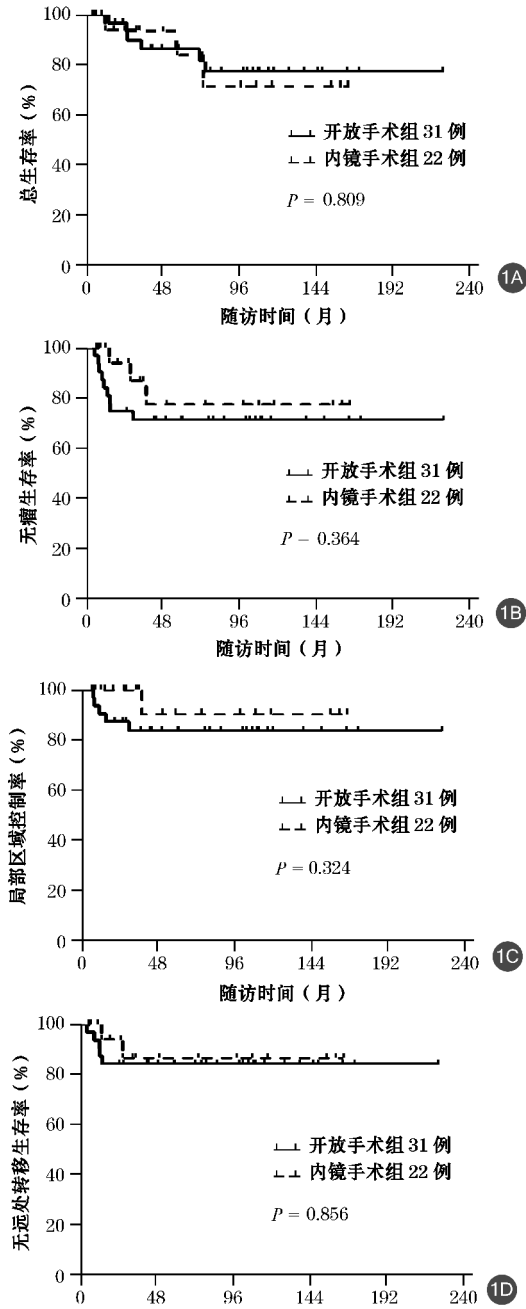 100
80
60
40
20
0
总生存率（%）
开放手术组 31 例
内镜手术组 22 例
P = 0.809
0 48 96 144 192 240
随访时间（月）
1A
100
80
60
40
20
0
无瘤生存率（%）
开放手术组 31 例
内镜手术组 22 例
P − 0.364
0 48 96 144 192 240
随访时间（月）
1B
100
80
60
40
20
0
局部区域控制率（%）
开放手术组 31 例
内镜手术组 22 例
P = 0.324
0 48 96 144 192 240
随访时间（月）
1C
100
80
60
40
20
0
无远处转移生存率（%）
开放手术组 31 例
内镜手术组 22 例
P = 0.856
0 48 96 144 192 240
1D